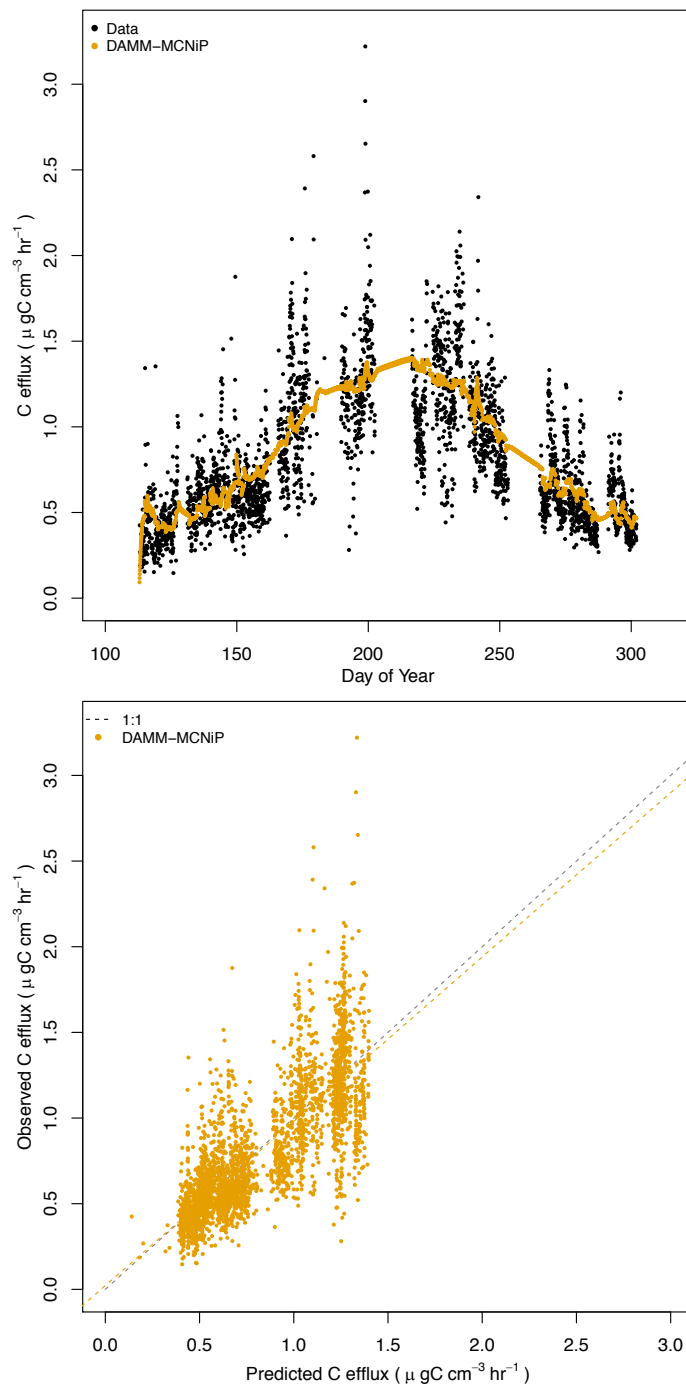 Data
DAMM−MCNiP
3.0
2.5
2.0
1.5
1.0
0.5
0.0
C efflux ( μ gC cm⁻³ hr⁻¹ )
100 150 200 250 300
Day of Year
1:1
DAMM−MCNiP
3.0
2.5
2.0
1.5
1.0
0.5
0.0
Observed C efflux ( μ gC cm⁻³ hr⁻¹ )
0.0 0.5 1.0 1.5 2.0 2.5 3.0
Predicted C efflux ( μ gC cm⁻³ hr⁻¹ )